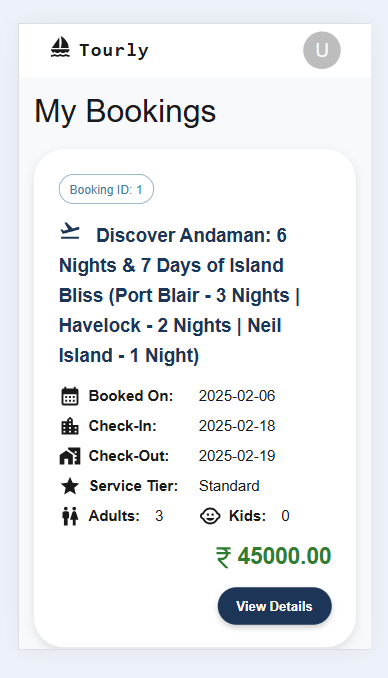 Tourly
U
My Bookings
Booking ID: 1
Discover Andaman: 6
Nights & 7 Days of Island
Bliss (Port Blair - 3 Nights |
Havelock - 2 Nights | Neil
Island - 1 Night)
Booked On: 2025-02-06
Check-In: 2025-02-18
Check-Out: 2025-02-19
Service Tier: Standard
Adults: 3 Kids: 0
₹ 45000.00
View Details